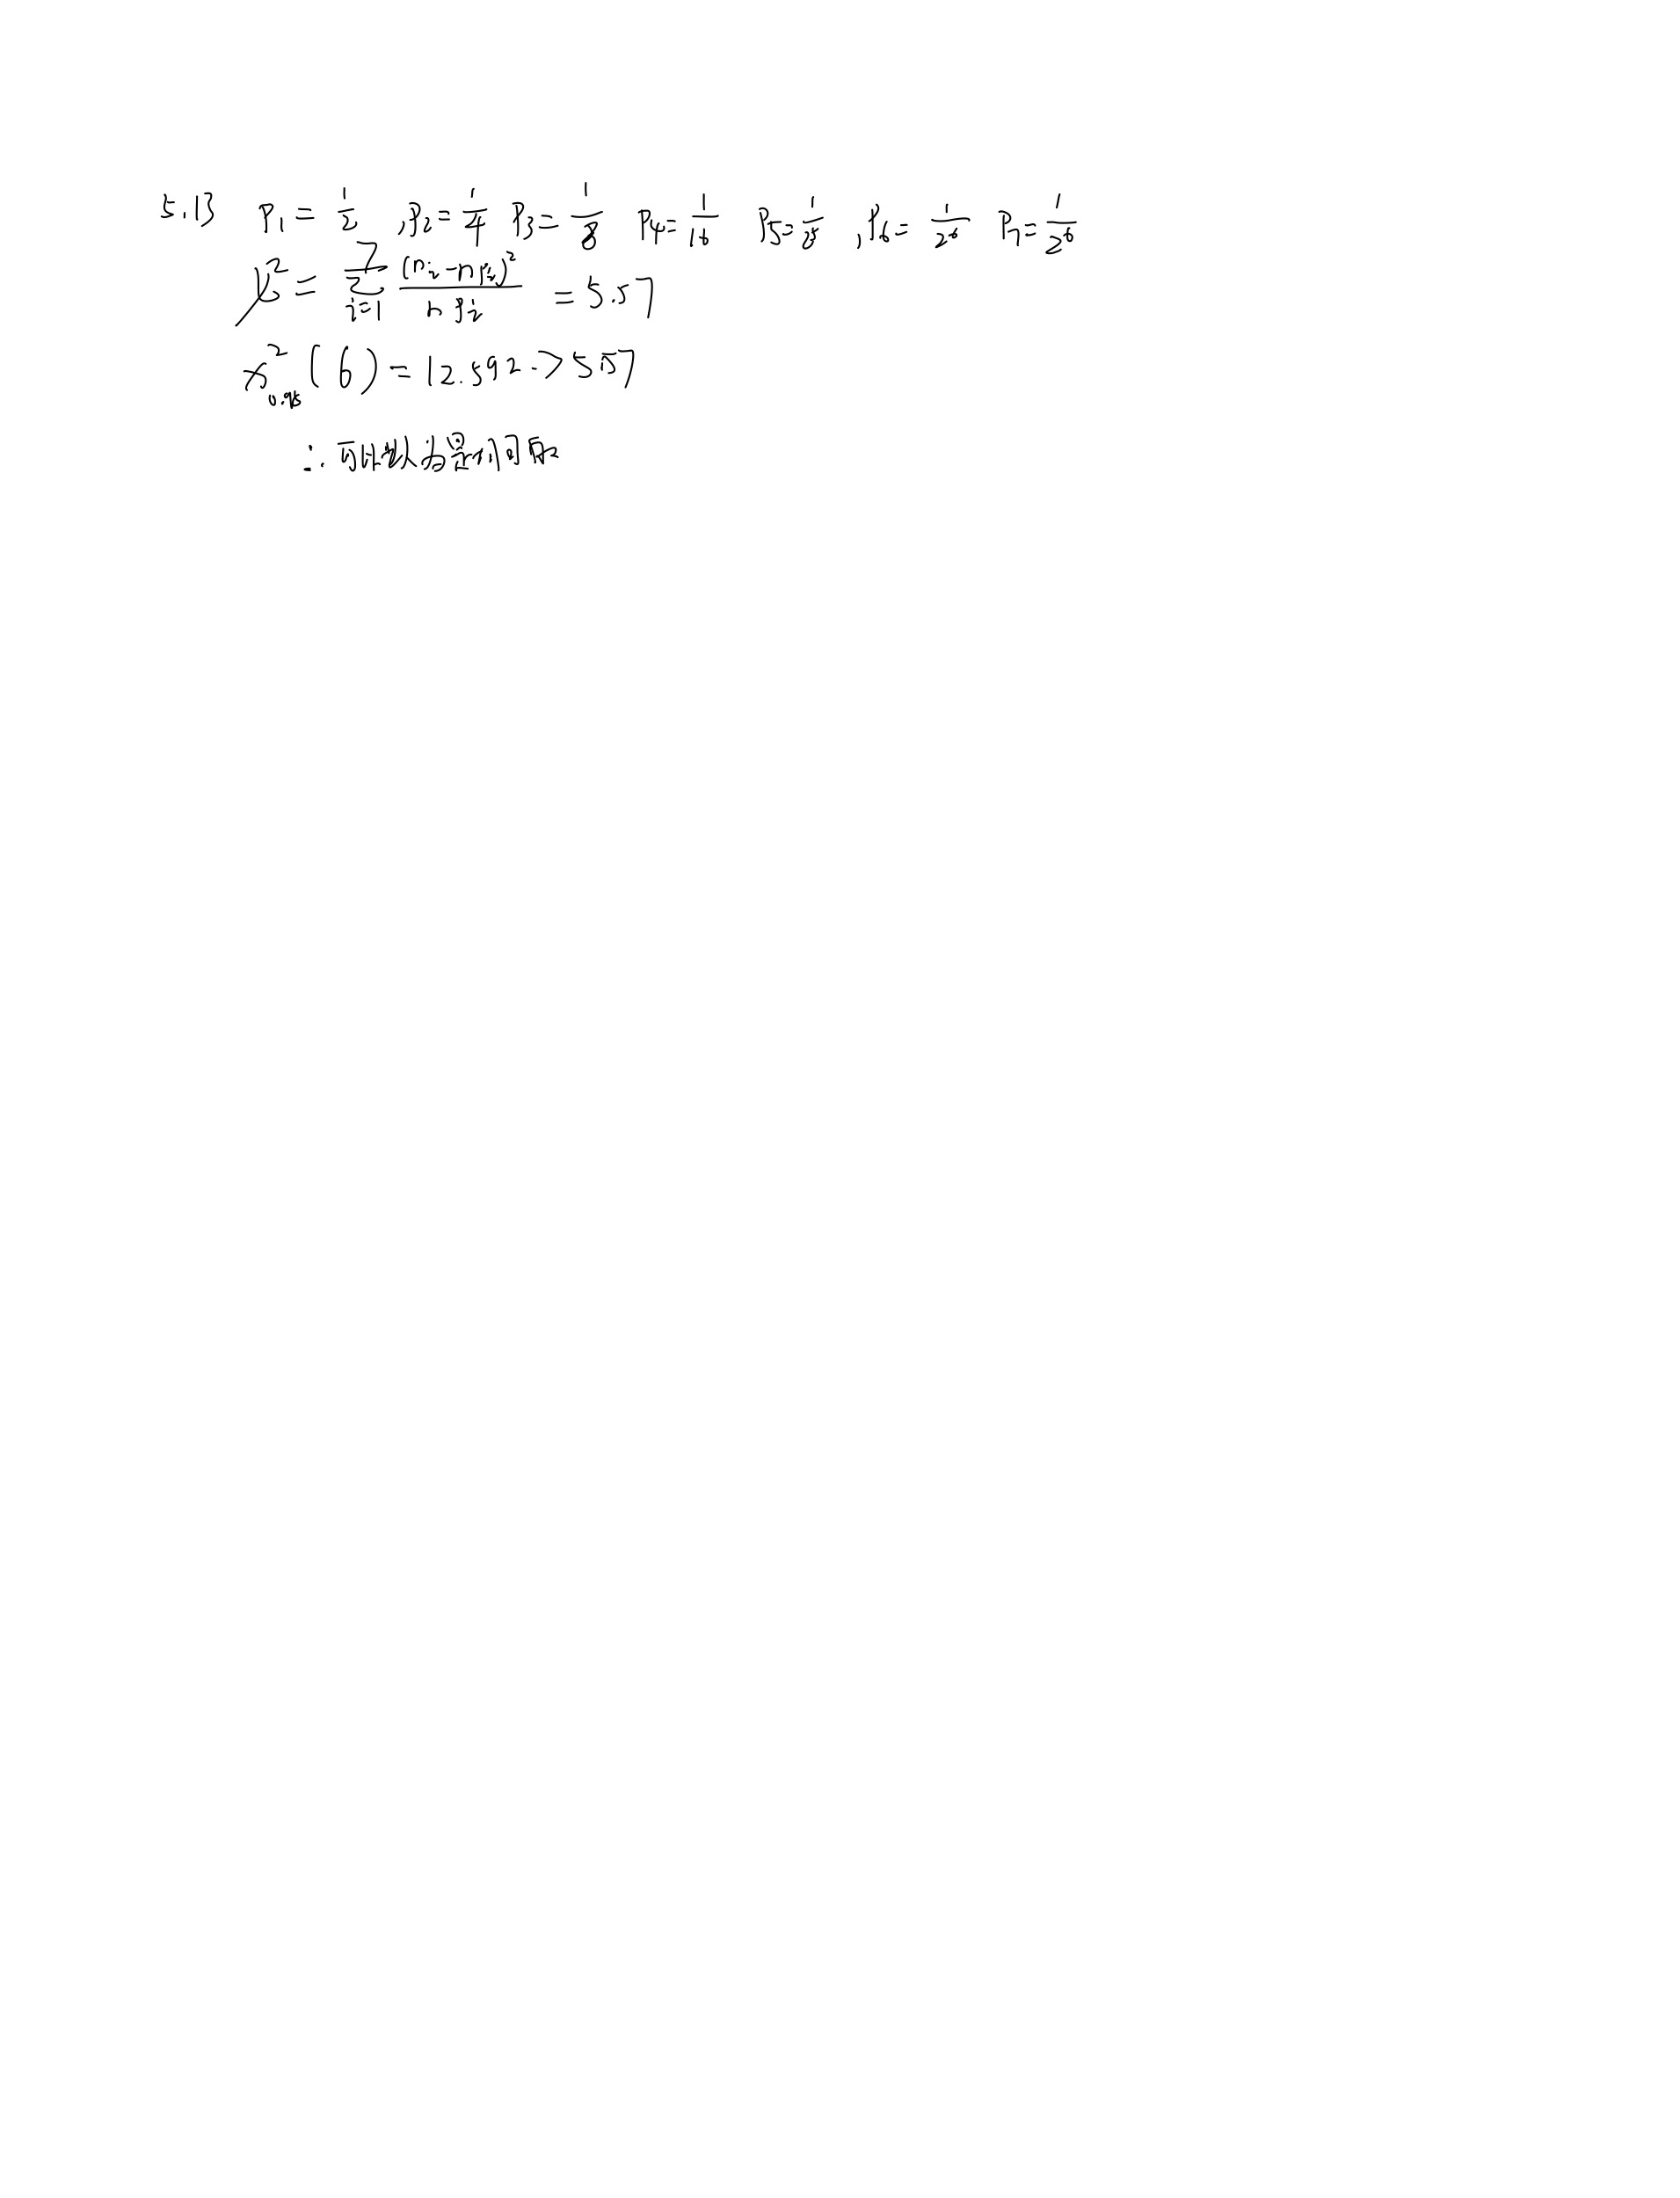 5.13 P₁ = 1/2 , P₂ = 1/4 P₃ = 1/8 P₄ = 1/16 P₅ = 1/2⁵ , P₆ = 1/2⁶ P₇ = 1/2⁶
χ² = Σ_{i=1}^{7} (nᵢ - npᵢ)² / npᵢ = 5.57
χ²_{0.95}(6) = 12.592 > 5.57
∴ 可以认为是